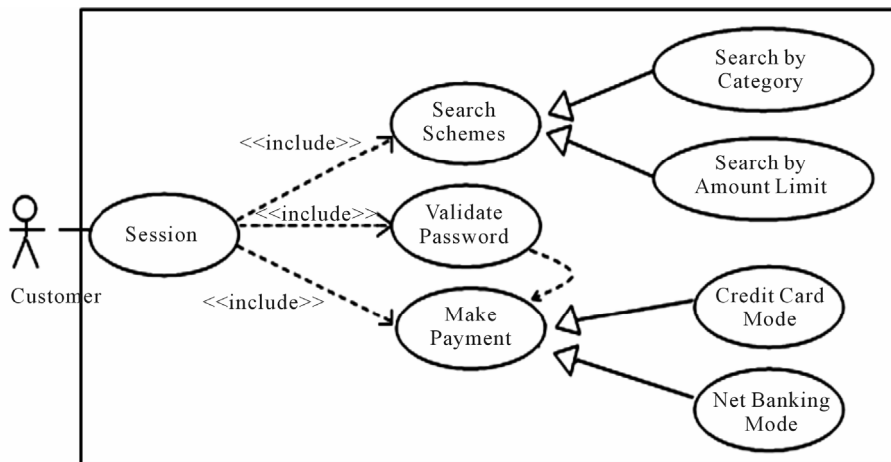 Search by
Category
Search
Schemes
<<include>>
Search by
Amount Limit
Session
<<include>>
Validate
Password
Customer
<<include>>
Make
Payment
Credit Card
Mode
Net Banking
Mode